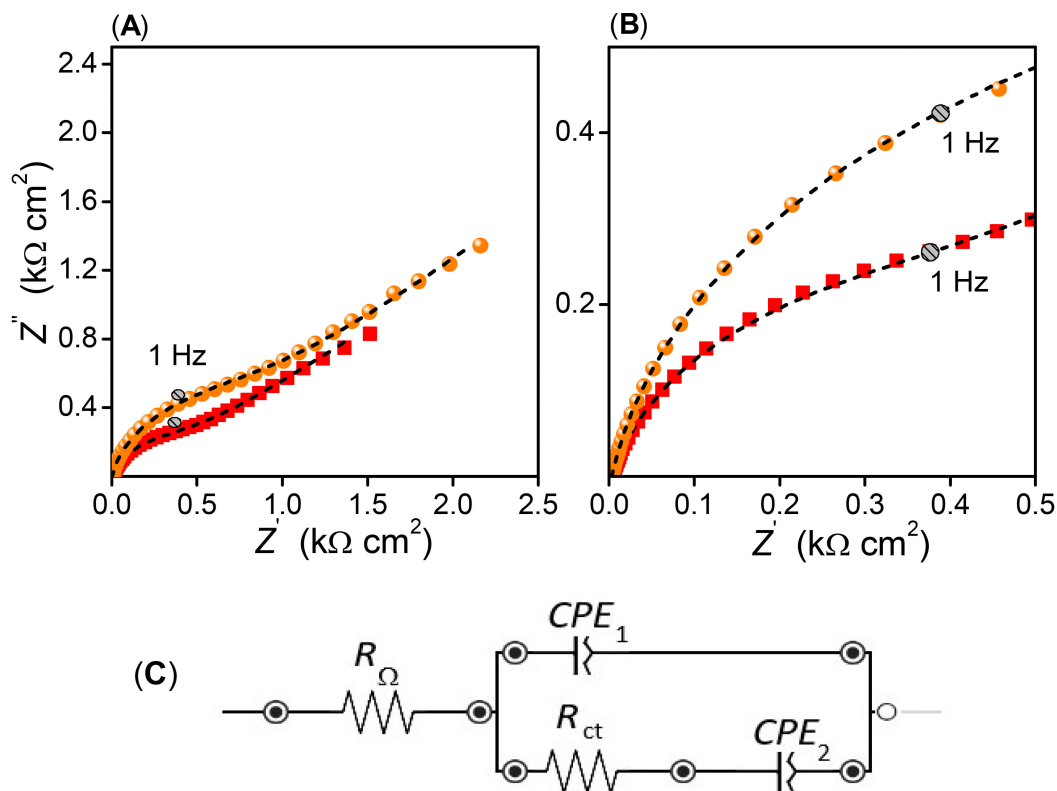 (A)
Z'' (kΩ cm²)
2.4
2.0
1.6
1.2
0.8
0.4
1 Hz
0.0 0.5 1.0 1.5 2.0 2.5
Z' (kΩ cm²)
(B)
0.4
0.2
1 Hz
1 Hz
0.0 0.1 0.2 0.3 0.4 0.5
Z' (kΩ cm²)
(C)
R_Ω
CPE₁
R_ct
CPE₂